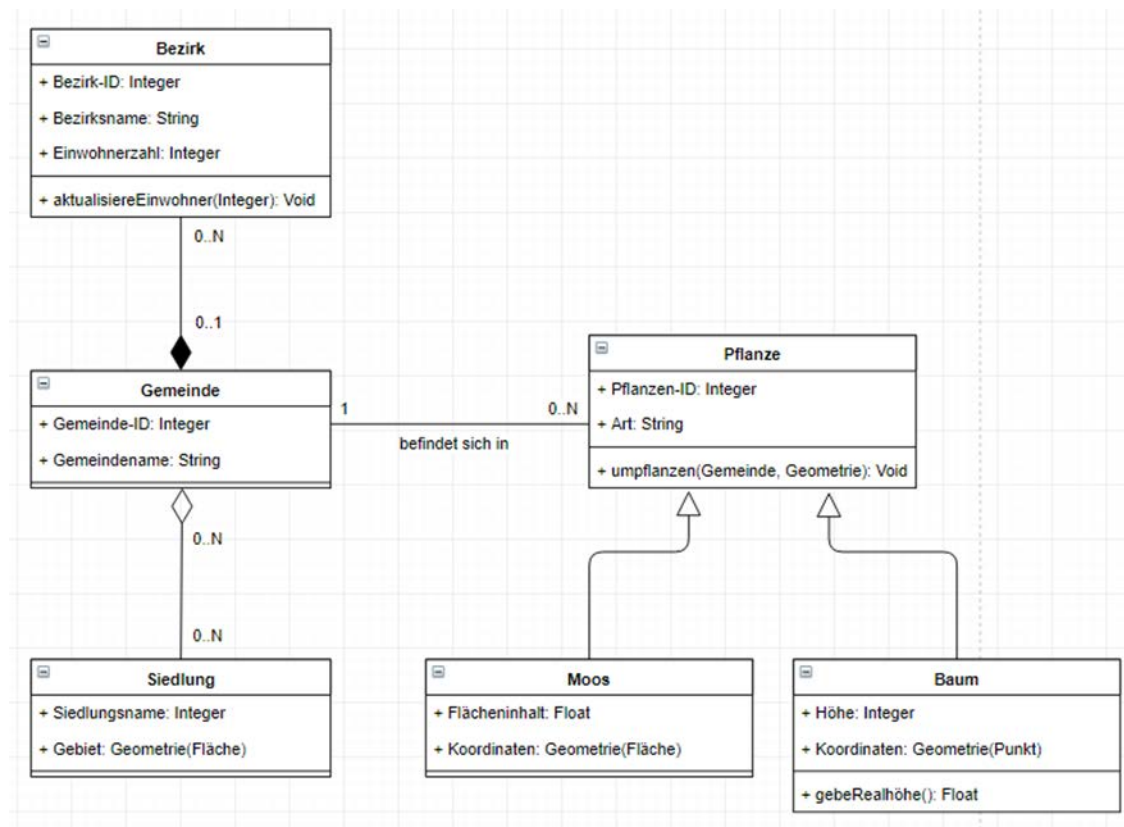 Bezirk
+ Bezirk-ID: Integer
+ Bezirksname: String
+ Einwohnerzahl: Integer
+ aktualisiereEinwohner(Integer): Void
0..N
0..1
Gemeinde
+ Gemeinde-ID: Integer
+ Gemeindename: String
1
0..N
befindet sich in
Pflanze
+ Pflanzen-ID: Integer
+ Art: String
+ umpflanzen(Gemeinde, Geometrie): Void
0..N
0..N
Siedlung
+ Siedlungsname: Integer
+ Gebiet: Geometrie(Fläche)
Moos
+ Flächeninhalt: Float
+ Koordinaten: Geometrie(Fläche)
Baum
+ Höhe: Integer
+ Koordinaten: Geometrie(Punkt)
+ gebeRealhöhe(): Float